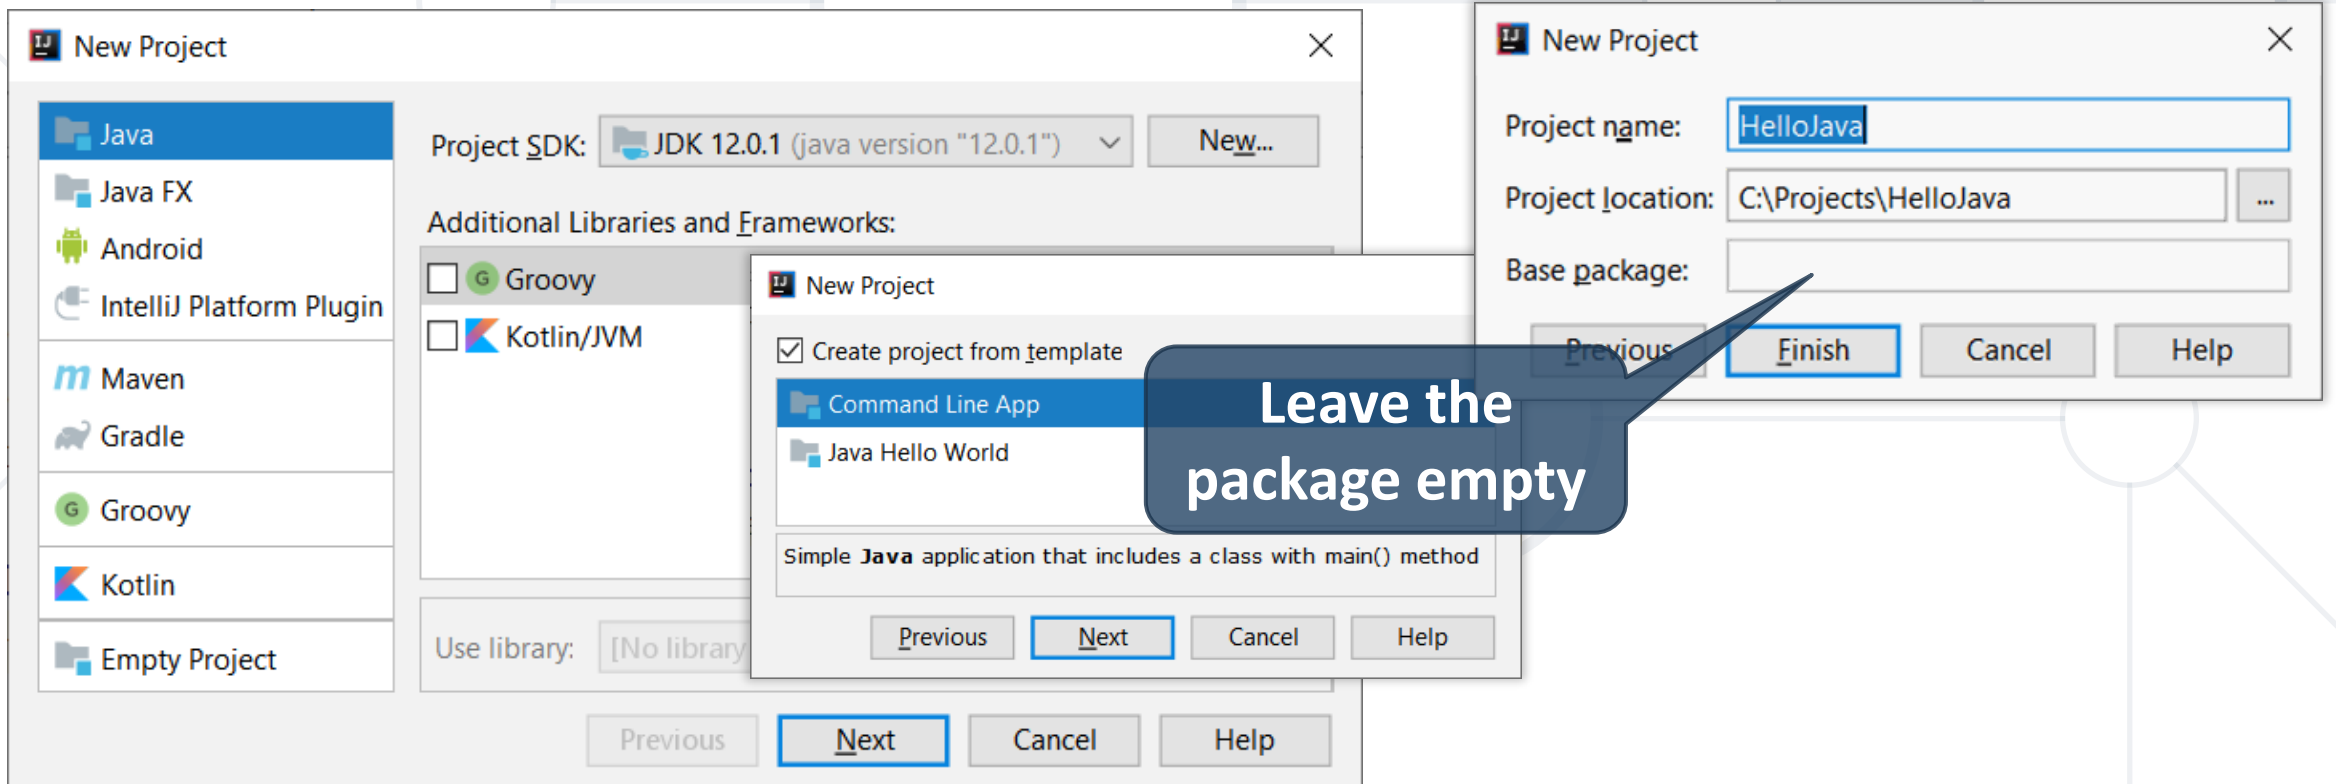 New Project
Java
Java FX
Android
IntelliJ Platform Plugin
Maven
Gradle
Groovy
Kotlin
Empty Project
Project SDK: JDK 12.0.1 (java version "12.0.1") New...
Additional Libraries and Frameworks:
Groovy
Kotlin/JVM
Use library: [No library
Previous Next Cancel Help
New Project
Create project from template
Command Line App
Java Hello World
Simple Java application that includes a class with main() method
Previous Next Cancel Help
New Project
Project name: HelloJava
Project location: C:\Projects\HelloJava ...
Base package:
Previous Finish Cancel Help
Leave the
package empty